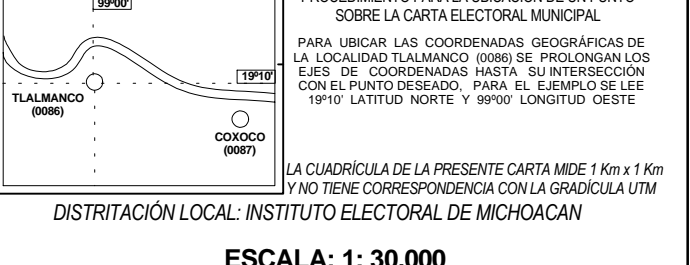 99º00'
PROCEDIMIENTO PARA LA UBICACIÓN DE UN PUNTO
SOBRE LA CARTA ELECTORAL MUNICIPAL
PARA UBICAR LAS COORDENADAS GEOGRÁFICAS DE
LA LOCALIDAD TLALMANCO (0086) SE PROLONGAN LOS
EJES DE COORDENADAS HASTA SU INTERSECCIÓN
CON EL PUNTO DESEADO, PARA EL EJEMPLO SE LEE
19º10' LATITUD NORTE Y 99º00' LONGITUD OESTE
19º10'
TLALMANCO
(0086)
COXOCO
(0087)
LA CUADRÍCULA DE LA PRESENTE CARTA MIDE 1 Km x 1 Km
Y NO TIENE CORRESPONDENCIA CON LA GRADÍCULA UTM
DISTRITACIÓN LOCAL: INSTITUTO ELECTORAL DE MICHOACAN
ESCALA: 1: 30,000